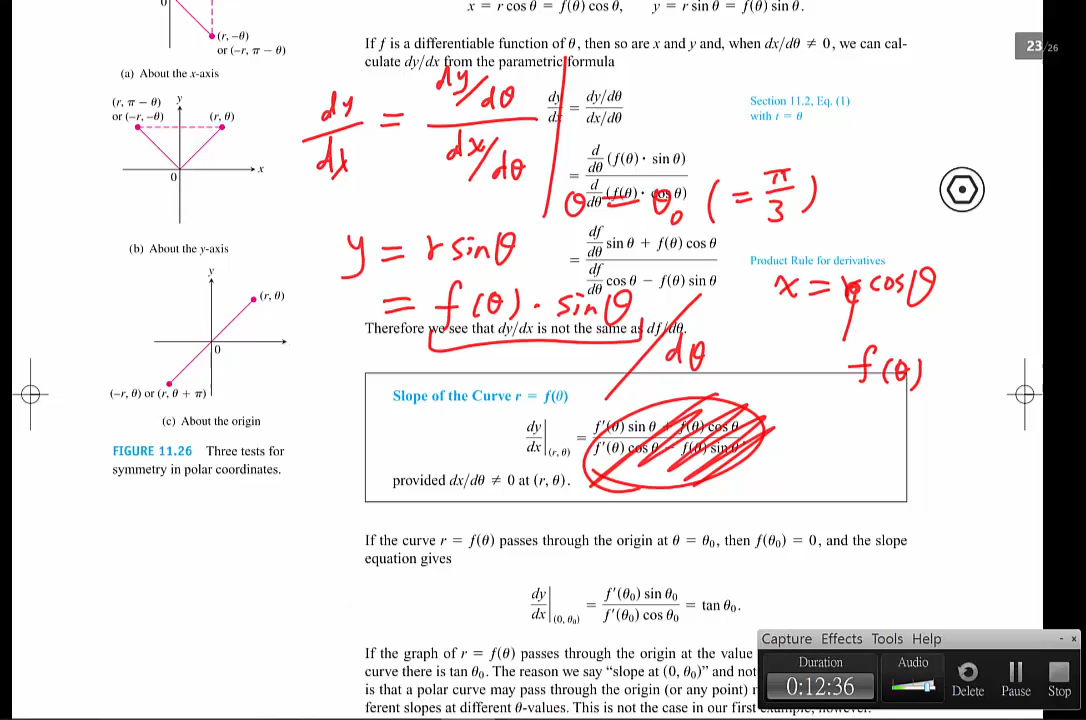 x = r cos θ = f(θ) cos θ,    y = r sin θ = f(θ) sin θ.
(r, −θ)
or (−r, π − θ)
(a) About the x-axis
(r, π − θ)
or (−r, −θ)
y
(r, θ)
x
0
(b) About the y-axis
y
(r, θ)
0
(−r, θ) or (r, θ + π)
(c) About the origin
FIGURE 11.26 Three tests for
symmetry in polar coordinates.
If f is a differentiable function of θ, then so are x and y and, when dx/dθ ≠ 0, we can cal-
culate dy/dx from the parametric formula
dy/dx = dy/dθ / dx/dθ
Section 11.2, Eq. (1)
with t = θ
= d/dθ (f(θ) · sin θ) / d/dθ (f(θ) · cos θ)
= df/dθ sin θ + f(θ) cos θ / df/dθ cos θ − f(θ) sin θ
Product Rule for derivatives
dy/dx = dy/dθ / dx/dθ | θ = θ₀ (= π/3)
y = r sinθ
= f(θ) · sinθ
/ dθ
x = r cosθ
f(θ)
Therefore we see that dy/dx is not the same as df/dθ.
Slope of the Curve r = f(θ)
dy/dx |(r, θ) = f′(θ) sin θ + f(θ) cos θ / f′(θ) cos θ − f(θ) sin θ
provided dx/dθ ≠ 0 at (r, θ).
If the curve r = f(θ) passes through the origin at θ = θ₀, then f(θ₀) = 0, and the slope
equation gives
dy/dx |(0, θ₀) = f′(θ₀) sin θ₀ / f′(θ₀) cos θ₀ = tan θ₀.
If the graph of r = f(θ) passes through the origin at the value
curve there is tan θ₀. The reason we say “slope at (0, θ₀)” and not
is that a polar curve may pass through the origin (or any point)
ferent slopes at different θ-values. This is not the case in our first example, however.
23/26
Capture Effects Tools Help
- x
Duration
0:12:36
Audio
Delete
Pause
Stop